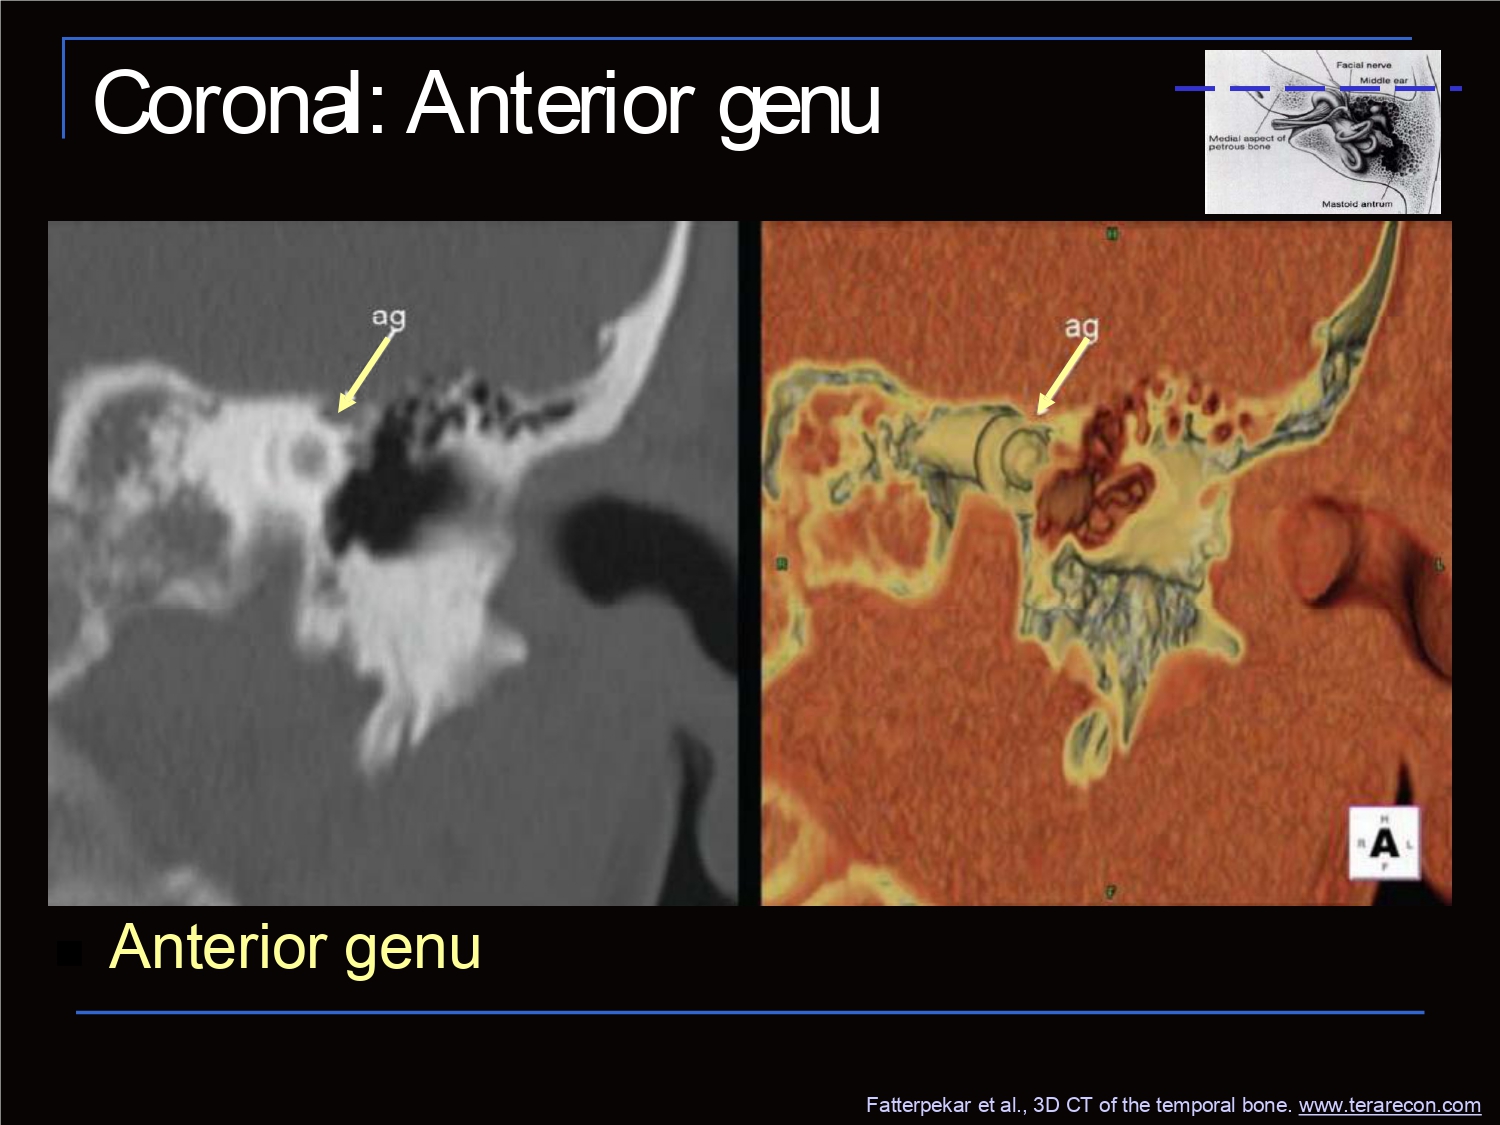 Coronal: Anterior genu
Facial nerve
Middle ear
Medial aspect of
petrous bone
Mastoid antrum
ag
ag
H
R
L
F
H
R A L
F
Anterior genu
Fatterpekar et al., 3D CT of the temporal bone. www.terarecon.com